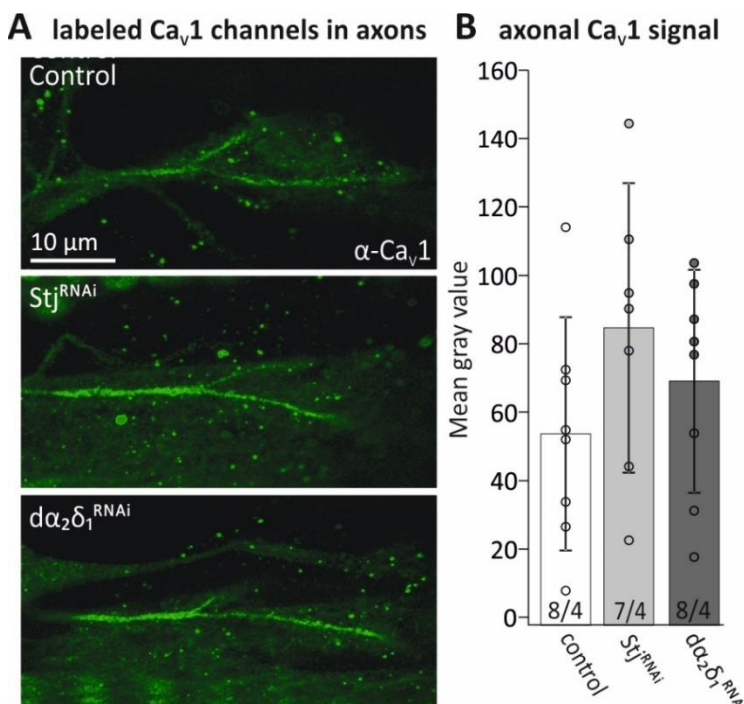 A labeled Caᵥ1 channels in axons
Control
Control
10 μm
α-Caᵥ1
Stjᴿᴺᴬⁱ
dα₂δ₁ᴿᴺᴬⁱ
B axonal Caᵥ1 signal
Mean gray value
160
140
120
100
80
60
40
20
0
8/4
7/4
8/4
control
Stjᴿᴺᴬⁱ
dα₂δ₁ᴿᴺᴬⁱ